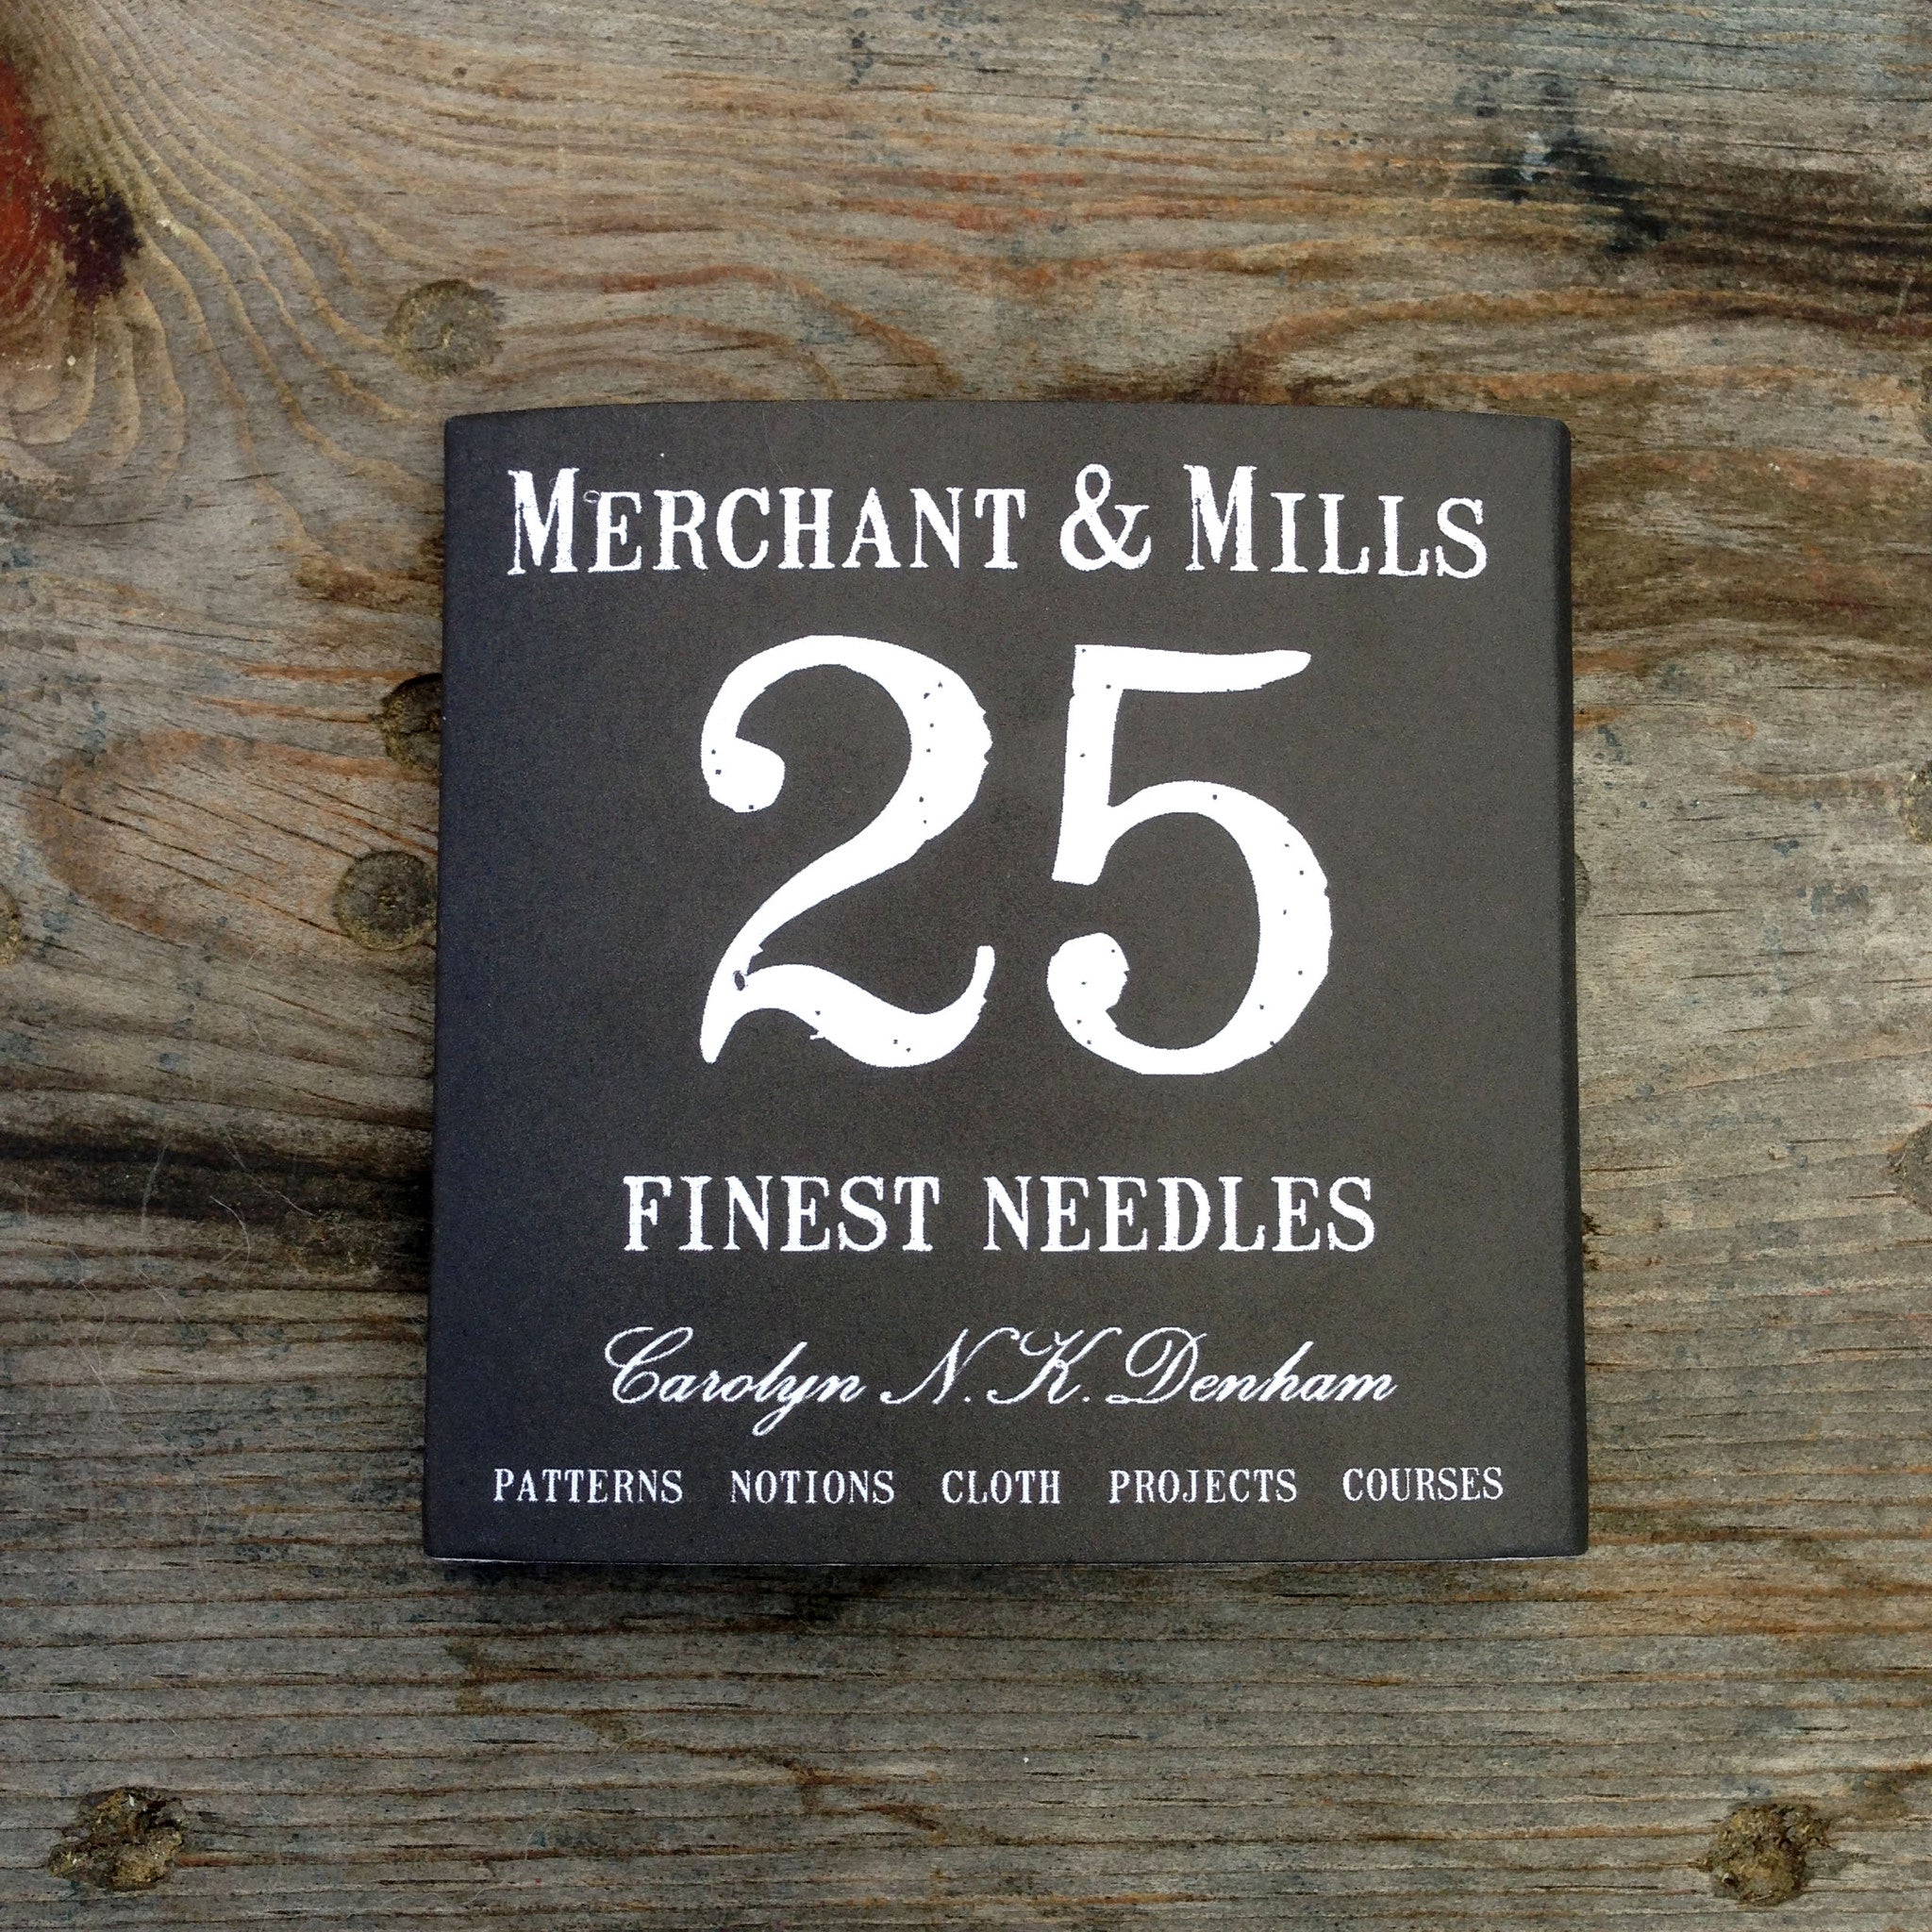 MERCHANT & MILLS
25
FINEST NEEDLES
Carolyn N.K. Denham
PATTERNS NOTIONS CLOTH PROJECTS COURSES